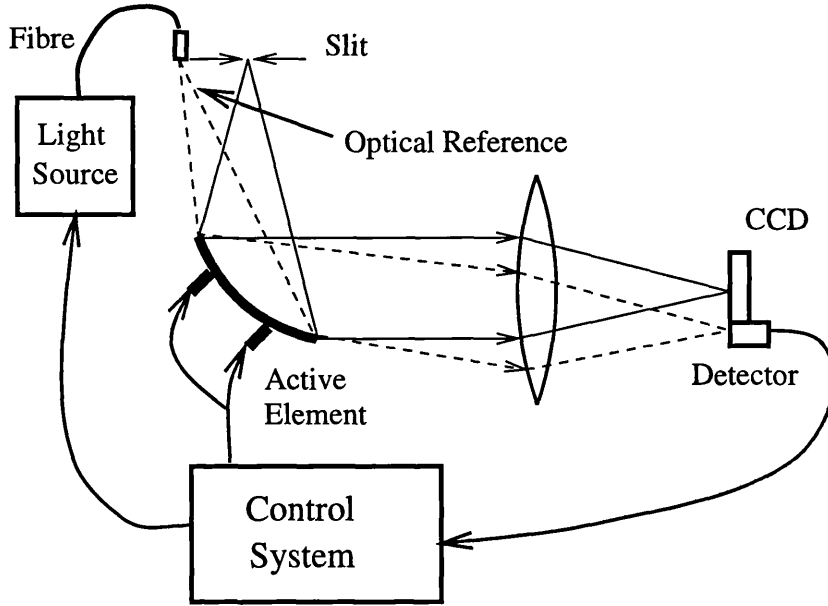 Fibre
Slit
Light
Source
Optical Reference
CCD
Active
Element
Detector
Control
System